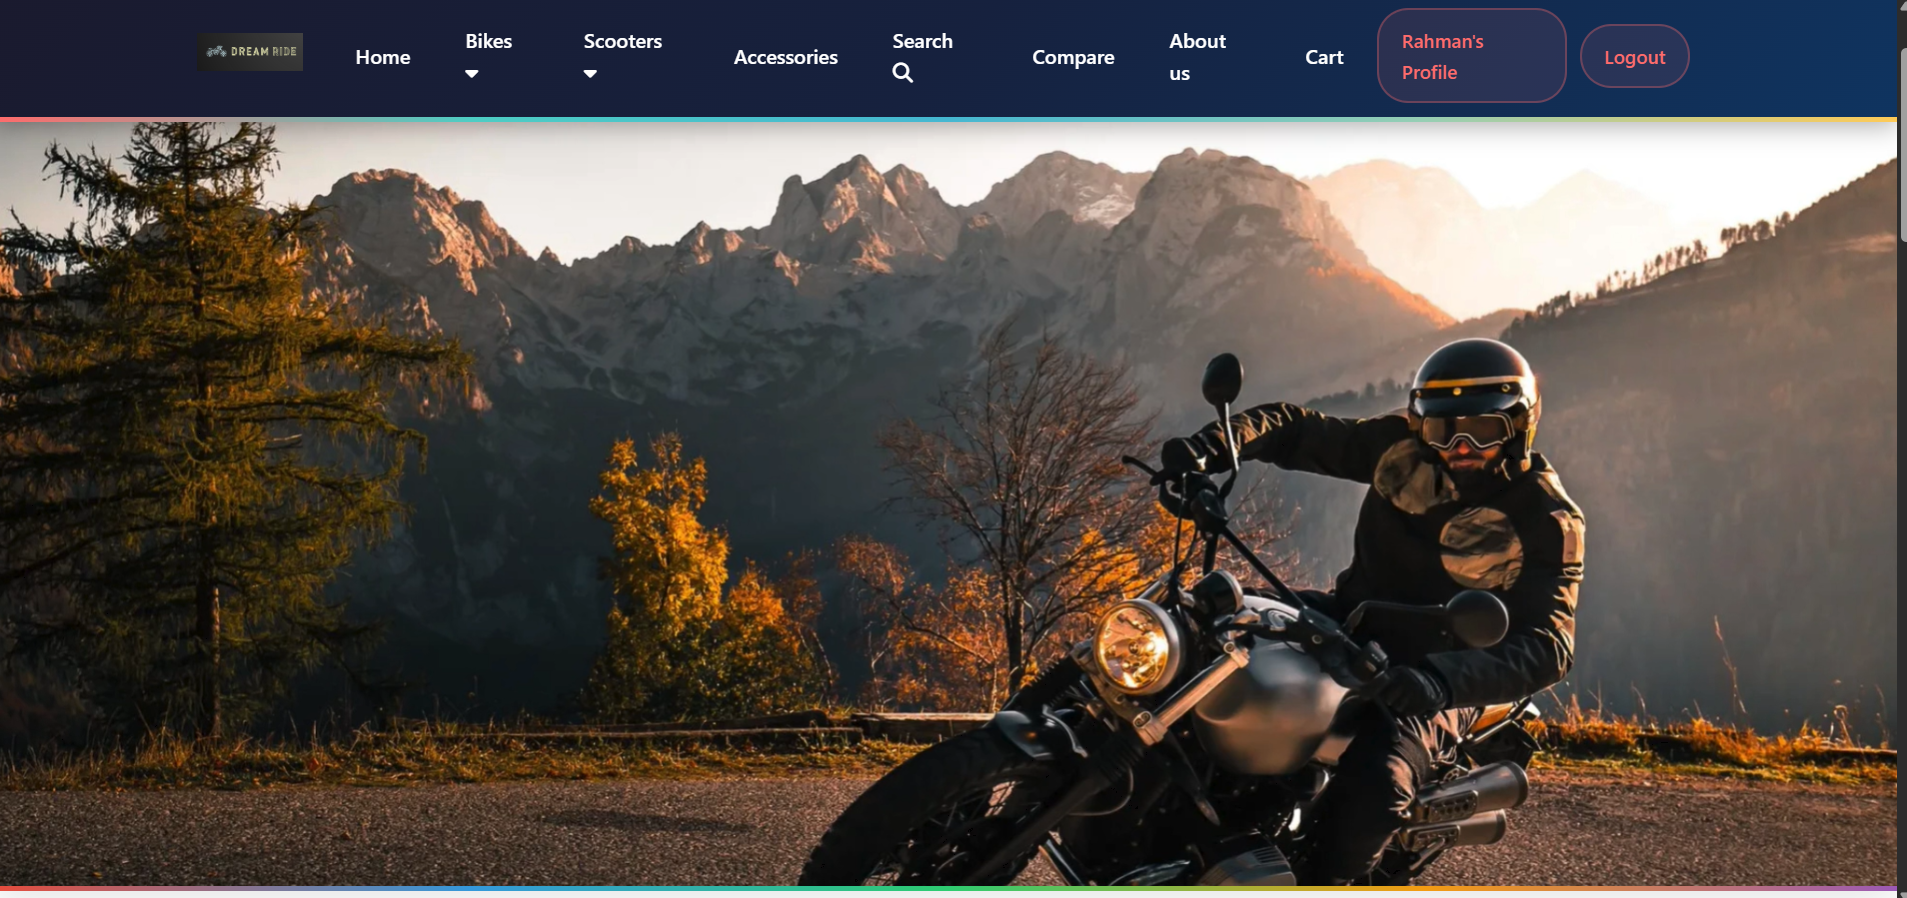 DREAM RIDE
Home
Bikes
Scooters
Accessories
Search
Compare
About
us
Cart
Rahman's
Profile
Logout